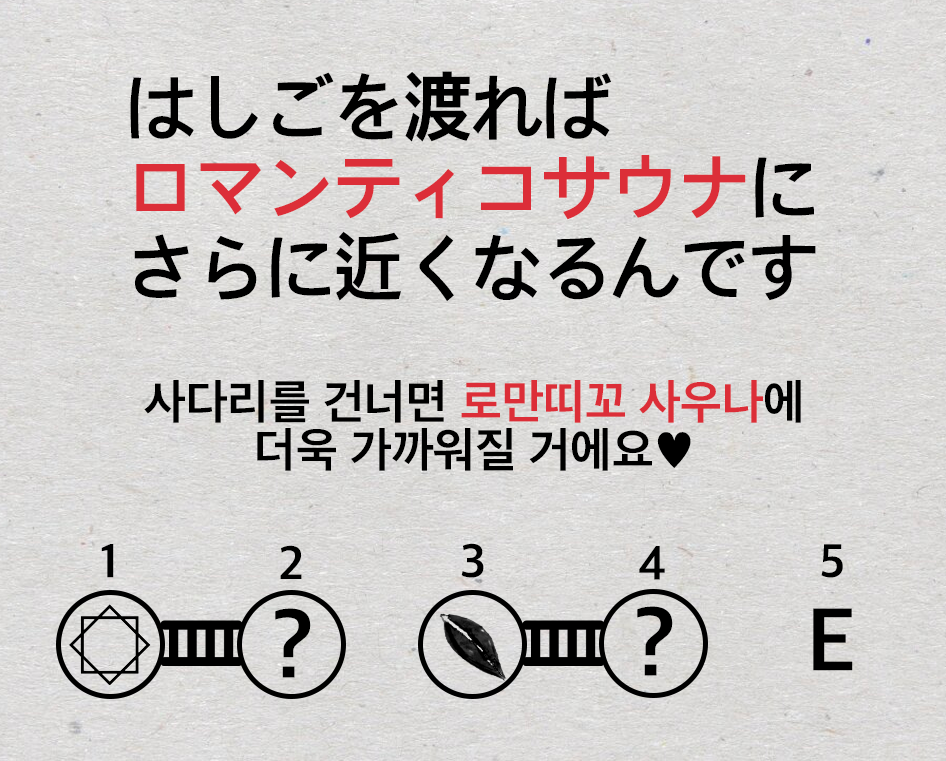 はしごを渡れば
ロマンティコサウナに
さらに近くなるんです
사다리를 건너면 로만띠꼬 사우나에
더욱 가까워질 거에요♥
1 2 3 4 5
? ? E